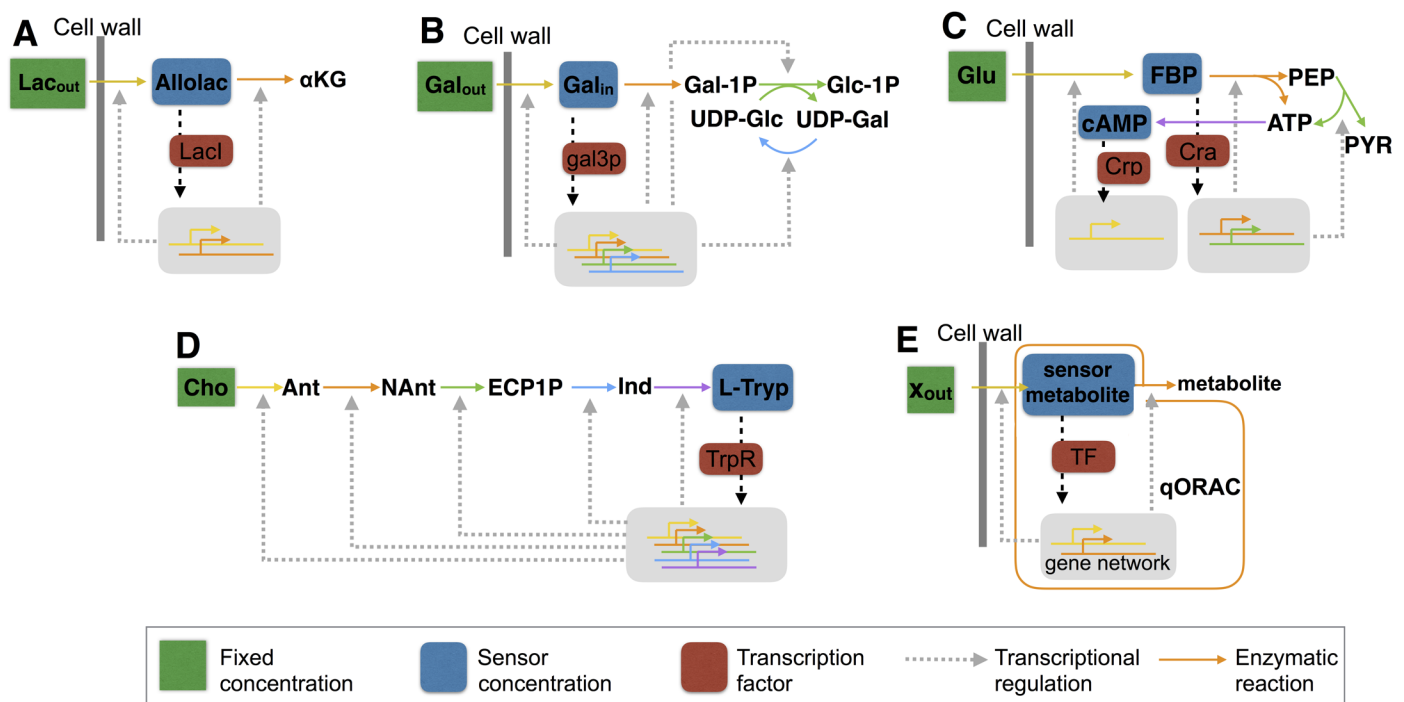 A
Cell wall
Lacout
Allolac
αKG
LacI
B
Cell wall
Galout
Galin
Gal-1P
Glc-1P
UDP-Glc
UDP-Gal
gal3p
C
Cell wall
Glu
FBP
PEP
cAMP
ATP
PYR
Crp
Cra
D
Cho
Ant
NAnt
ECP1P
Ind
L-Tryp
TrpR
E
Cell wall
xout
sensor
metabolite
metabolite
TF
qORAC
gene network
Fixed
concentration
Sensor
concentration
Transcription
factor
Transcriptional
regulation
Enzymatic
reaction